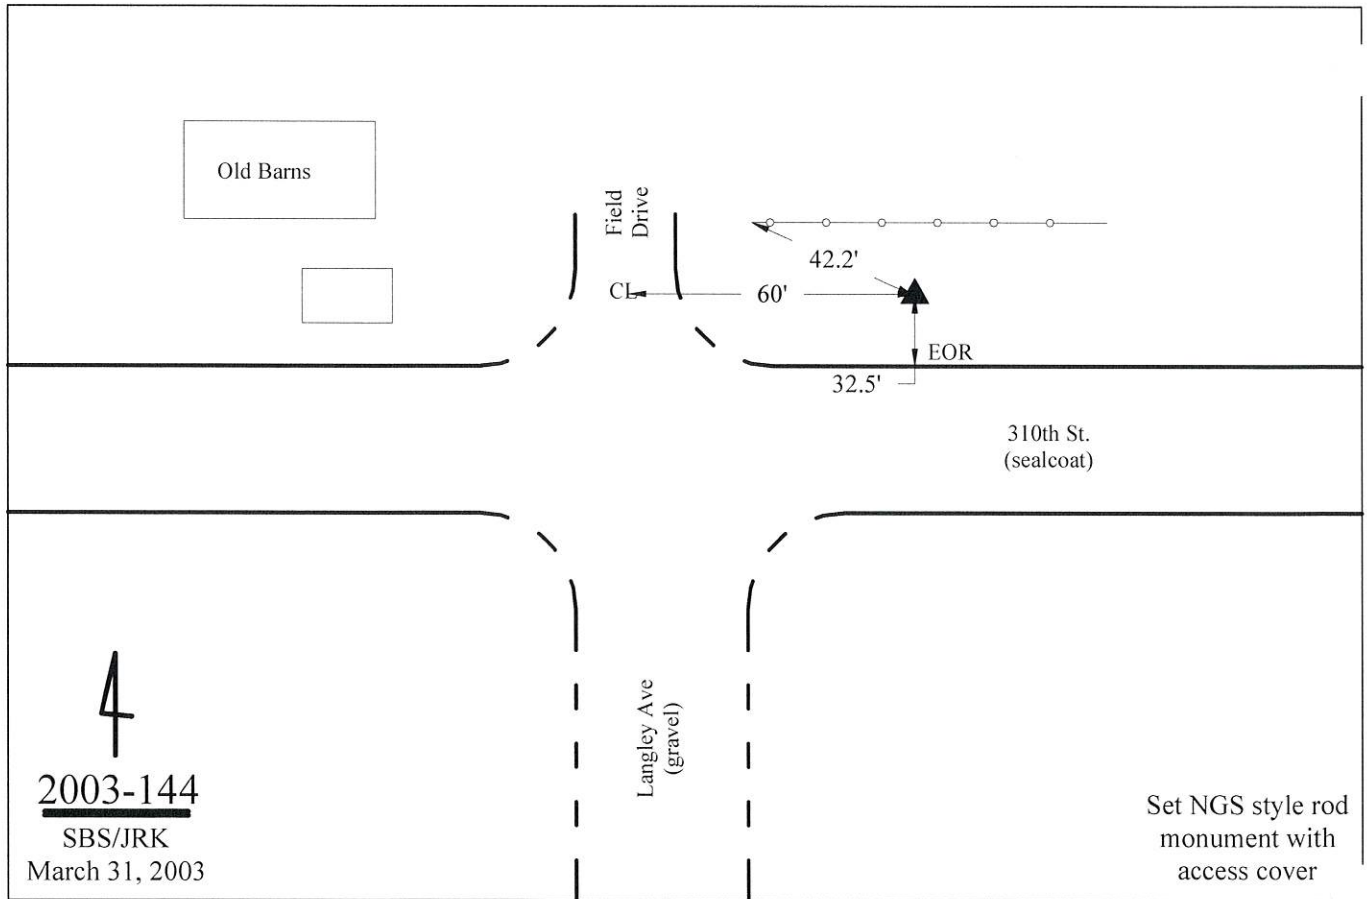 Old Barns
Field
Drive
42.2'
CL
60'
EOR
32.5'
310th St.
(sealcoat)
Langley Ave
(gravel)
2003-144
SBS/JRK
March 31, 2003
Set NGS style rod
monument with
access cover